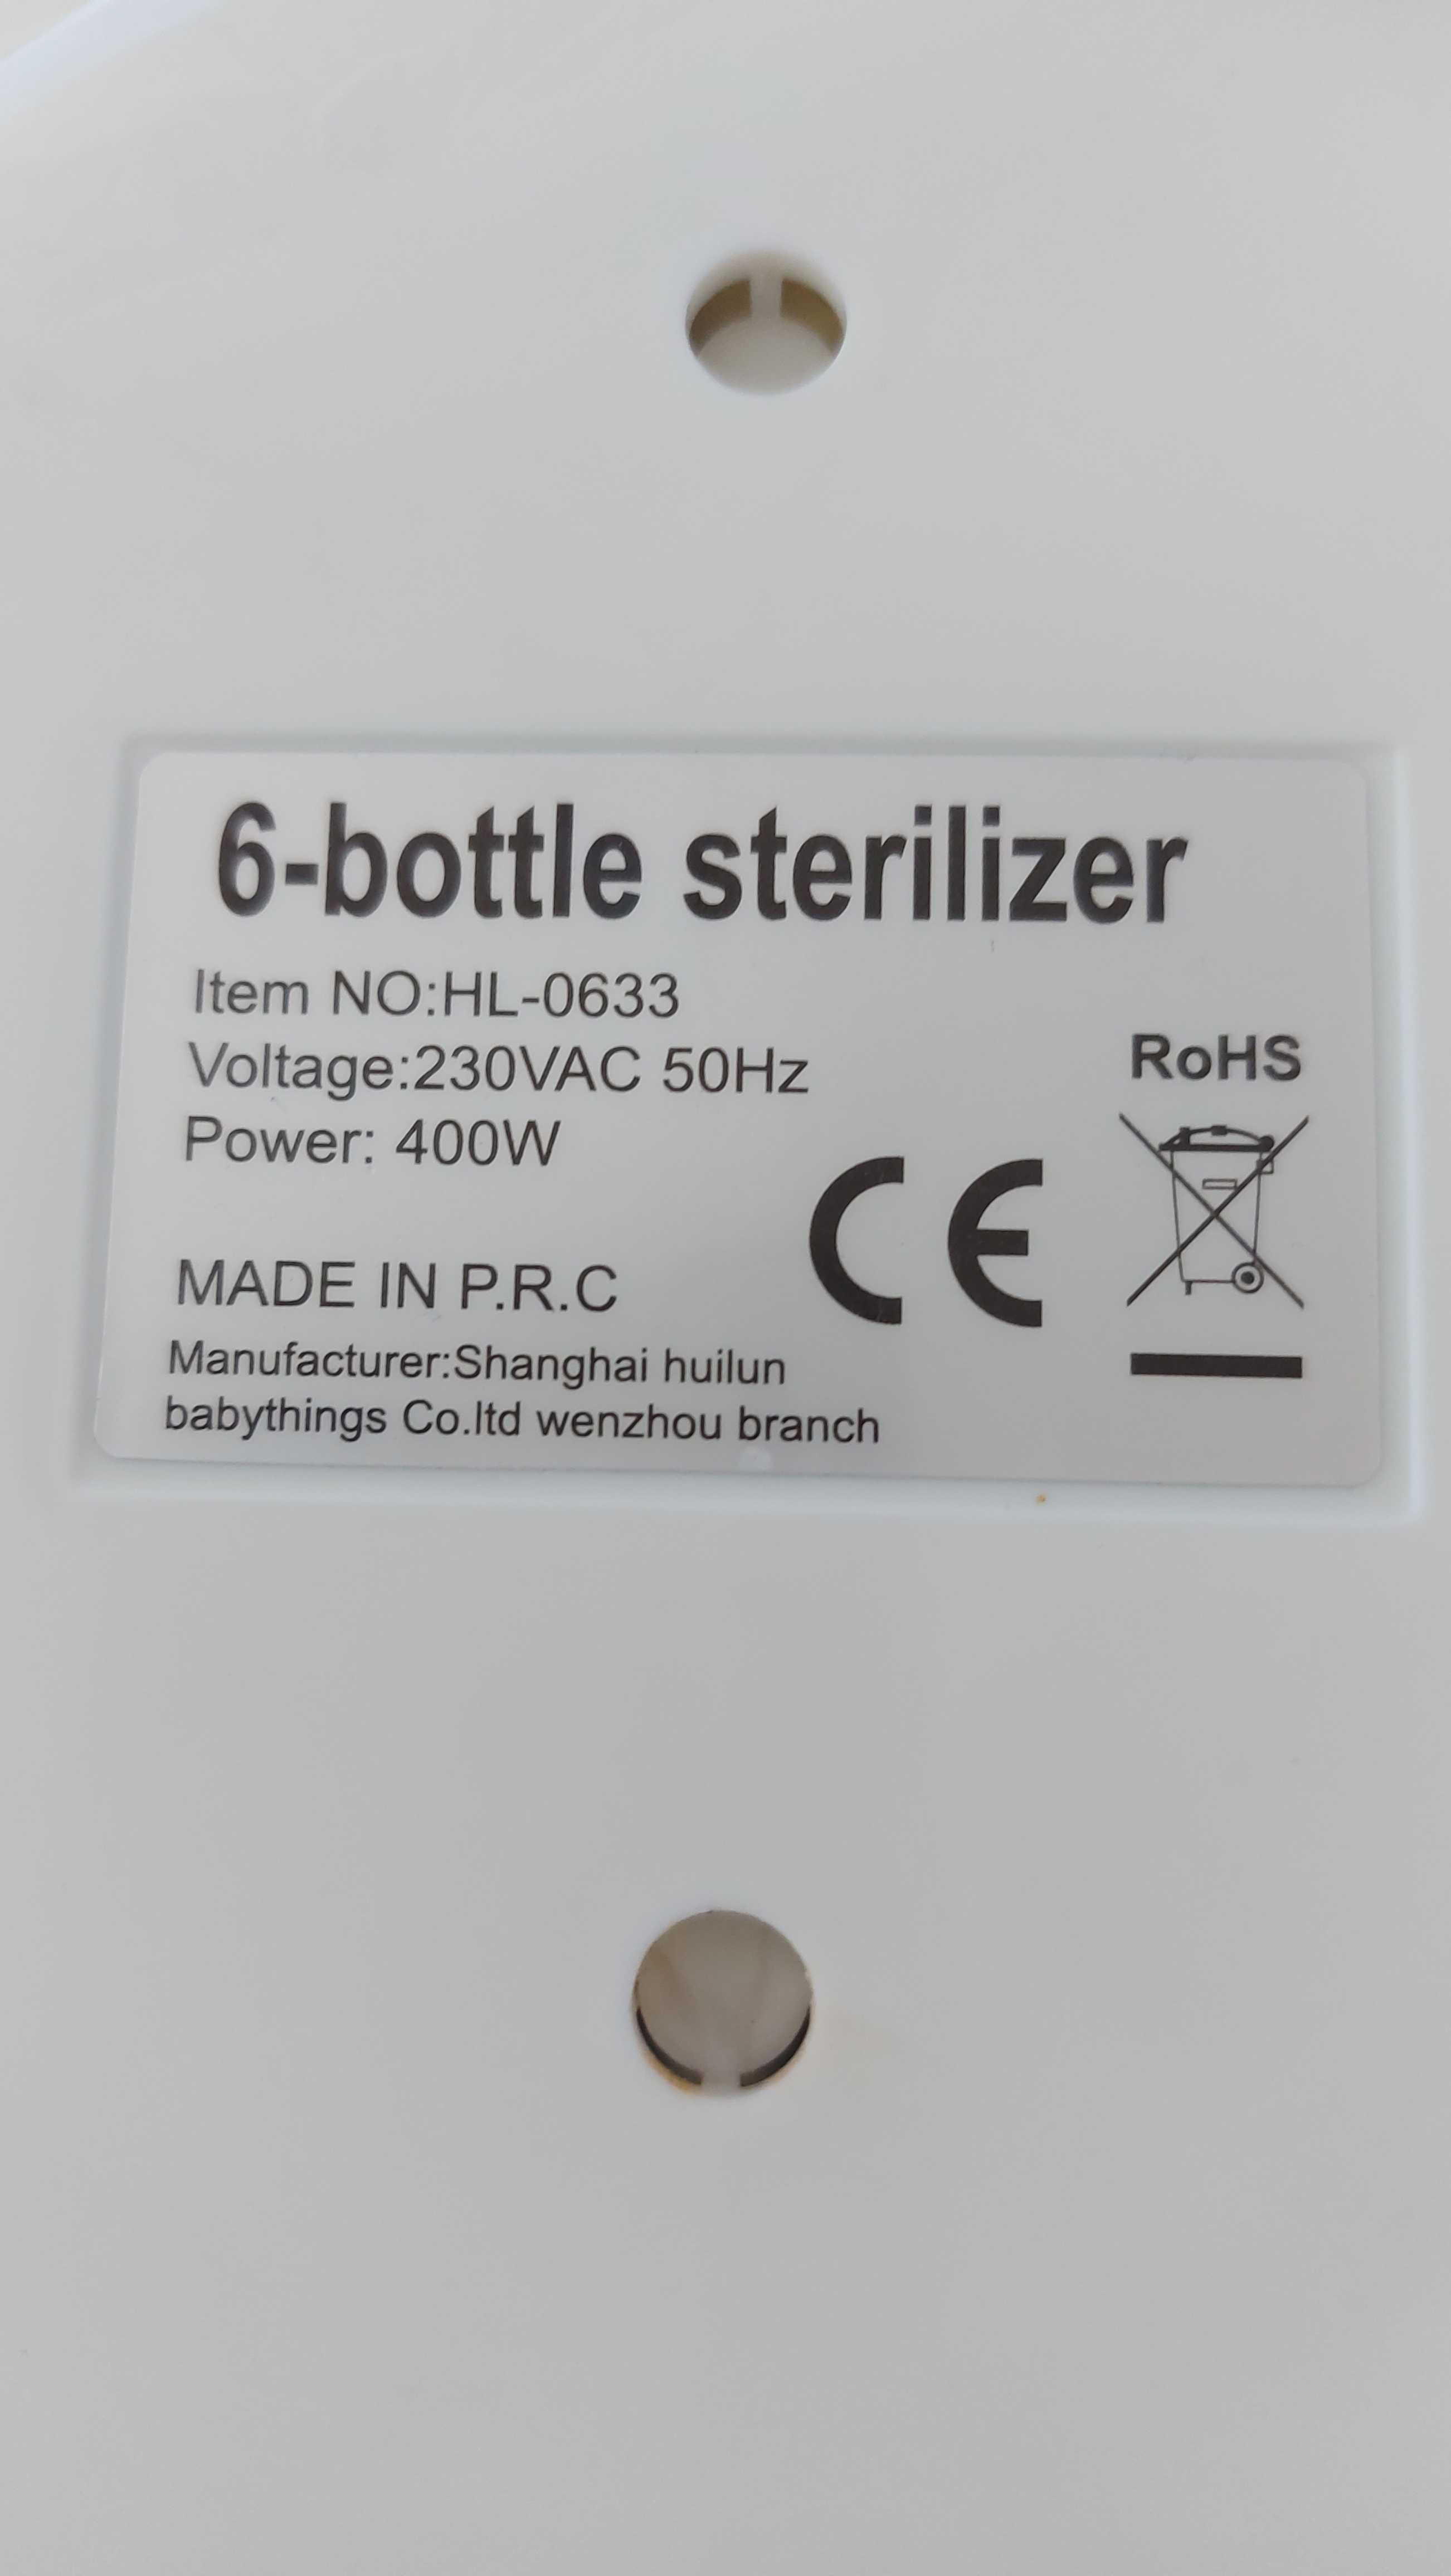 6-bottle sterilizer
Item NO:HL-0633
Voltage:230VAC 50Hz
Power: 400W
RoHS
CE
MADE IN P.R.C
Manufacturer:Shanghai huilun
babythings Co.ltd wenzhou branch